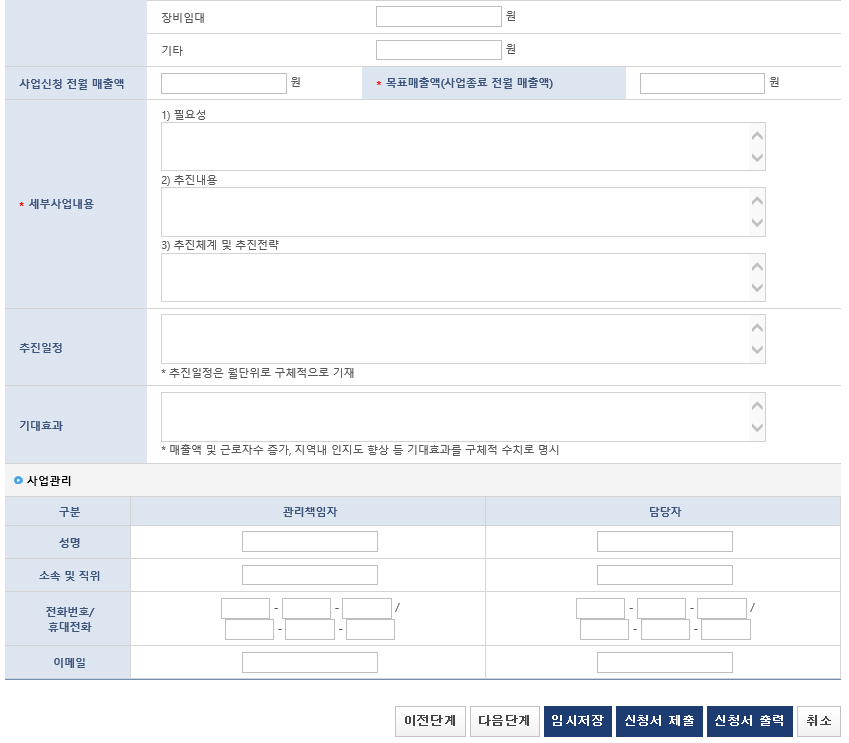 장비임대 원
기타 원
사업신청 전월 매출액 원 * 목표매출액(사업종료 전월 매출액) 원
1) 필요성
2) 추진내용
* 세부사업내용
3) 추진체계 및 추진전략
추진일정
* 추진일정은 월단위로 구체적으로 기재
기대효과
* 매출액 및 근로자수 증가, 지역내 인지도 향상 등 기대효과를 구체적 수치로 명시
사업관리
구분 관리책임자 담당자
성명
소속 및 직위
전화번호/ - - / - - /
휴대전화 - - - -
이메일
이전단계 다음단계 임시저장 신청서 제출 신청서 출력 취소